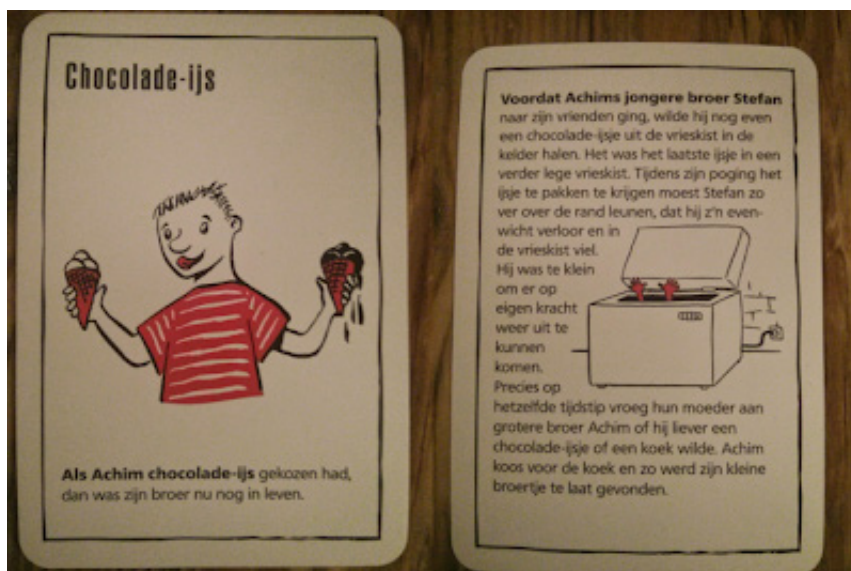 Chocolade-ijs
Als Achim chocolade-ijs gekozen had,
dan was zijn broer nu nog in leven.
Voordat Achims jongere broer Stefan
naar zijn vrienden ging, wilde hij nog even
een chocolade-ijsje uit de vrieskist in de
kelder halen. Het was het laatste ijsje in een
verder lege vrieskist. Tijdens zijn poging het
ijsje te pakken te krijgen moest Stefan zo
ver over de rand leunen, dat hij z'n even-
wicht verloor en in
de vrieskist viel.
Hij was te klein
om er op
eigen kracht
weer uit te
kunnen
komen.
Precies op
hetzelfde tijdstip vroeg hun moeder aan
grotere broer Achim of hij liever een
chocolade-ijsje of een koek wilde. Achim
koos voor de koek en zo werd zijn kleine
broertje te laat gevonden.